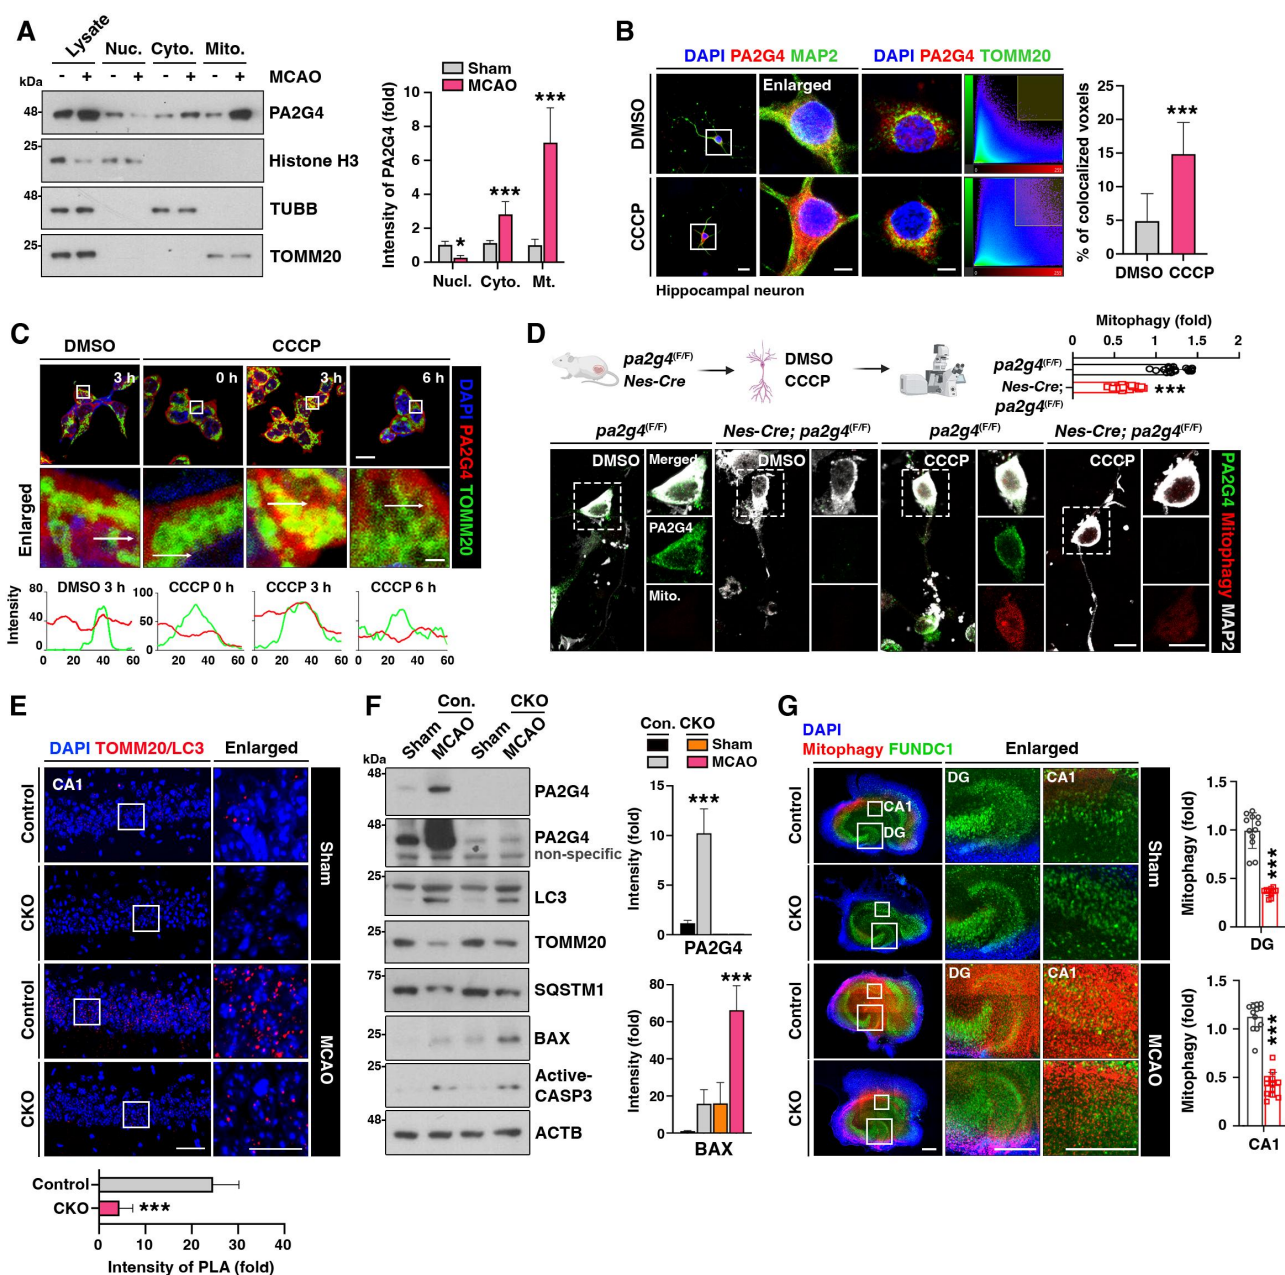 A
Lysate Nuc. Cyto. Mito.
kDa - + - + - + - + MCAO
48- PA2G4
25- Histone H3
48- TUBB
25- TOMM20
Sham
MCAO
Intensity of PA2G4 (fold)
10
8
6
4
2
0
*
***
***
Nucl. Cyto. Mt.
B
DAPI PA2G4 MAP2 DAPI PA2G4 TOMM20
Enlarged
DMSO
CCCP
Hippocampal neuron
% of colocalized voxels
25
20
15
10
5
0
***
DMSO CCCP
C
DMSO CCCP
3 h 0 h 3 h 6 h
Enlarged
DAPI PA2G4 TOMM20
DMSO 3 h CCCP 0 h CCCP 3 h CCCP 6 h
Intensity
80 100
40 50
0 0
0 20 40 60 20 40 60 0 20 40 60 0 20 40 60
D
pa2g4(F/F)
Nes-Cre
DMSO
CCCP
Mitophagy (fold)
0 0.5 1 1.5 2
pa2g4(F/F)
Nes-Cre; ***
pa2g4(F/F)
pa2g4(F/F) Nes-Cre; pa2g4(F/F) pa2g4(F/F) Nes-Cre; pa2g4(F/F)
DMSO Merged DMSO CCCP CCCP
PA2G4
Mito.
PA2G4 Mitophagy MAP2
E
DAPI TOMM20/LC3 Enlarged
CA1
Control
CKO
Sham
Control
CKO
MCAO
Control
CKO ***
0 10 20 30 40
Intensity of PLA (fold)
F
Con. CKO
Sham MCAO Sham MCAO
kDa
48- PA2G4
48- PA2G4
non-specific
25- LC3
25- TOMM20
75- SQSTM1
25- BAX
25- Active-
CASP3
48- ACTB
Con. CKO
Sham
MCAO
Intensity (fold)
15
10
5
0
***
PA2G4
Intensity (fold)
80
60
40
20
0
***
BAX
G
DAPI
Mitophagy FUNDC1 Enlarged
CA1
DG
DG CA1
Control
CKO
Sham
DG CA1
Control
CKO
MCAO
Mitophagy (fold)
1.5
1.0
0.5
0
***
DG
Mitophagy (fold)
1.5
1.0
0.5
0
***
CA1